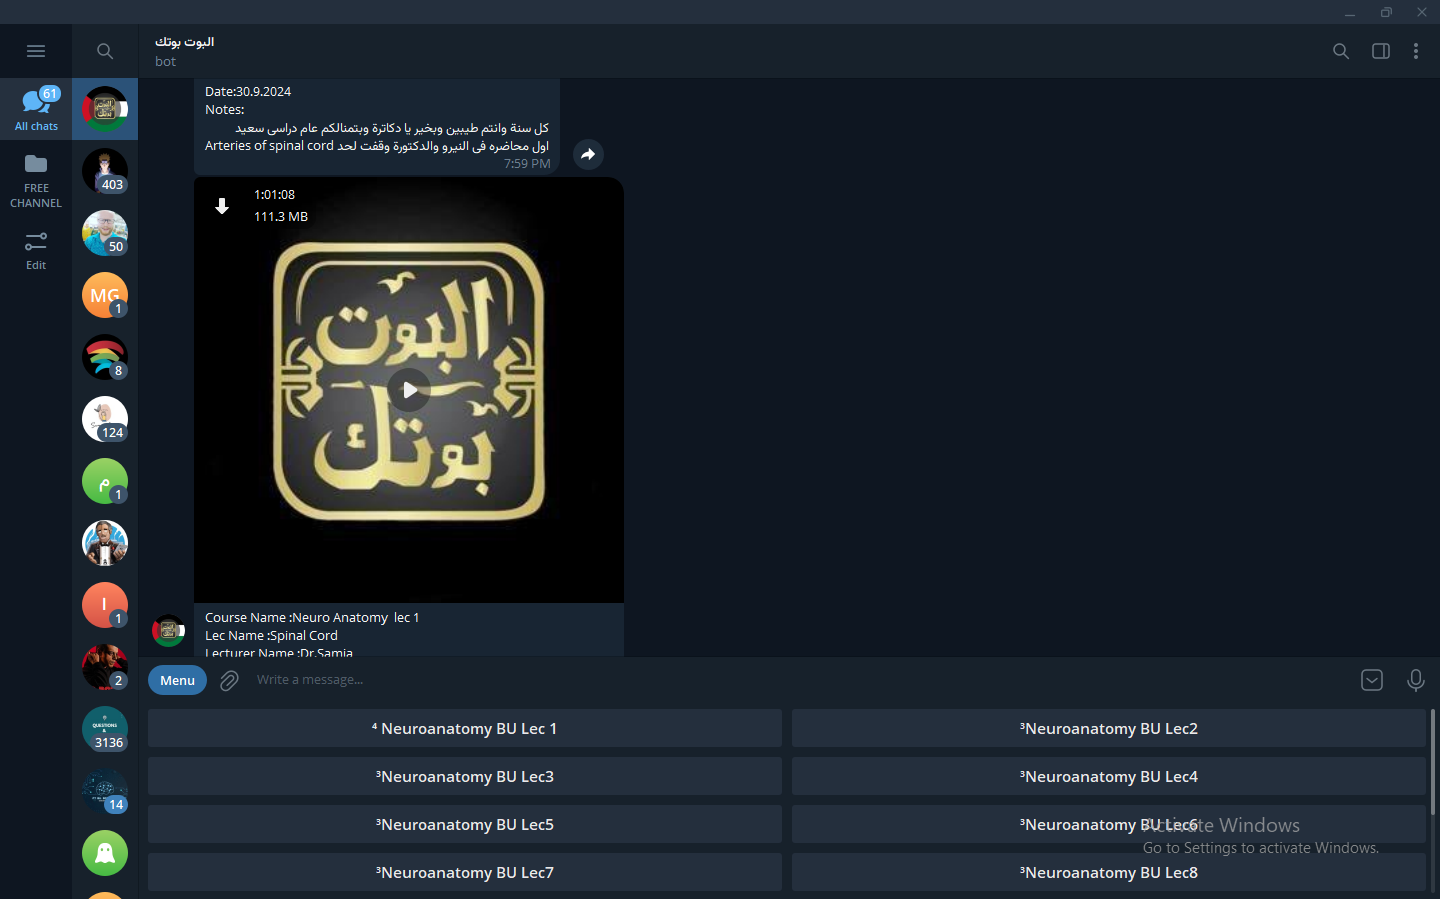 البوت بوتك
bot
61
All chats
FREE
CHANNEL
Edit
403
50
MG
1
8
124
م
1
I
1
2
QUESTIONS
&
3136
14
Date:30.9.2024
Notes:
كل سنة وانتم طيبين وبخير يا دكاترة وبتمنالكم عام دراسى سعيد
اول محاضره فى النيرو والدكتورة وقفت لحد Arteries of spinal cord
7:59 PM
1:01:08
111.3 MB
البوت
بوتك
Course Name :Neuro Anatomy lec 1
Lec Name :Spinal Cord
Lecturer Name :Dr.Samia
Menu
Write a message...
⁴ Neuroanatomy BU Lec 1
³Neuroanatomy BU Lec2
³Neuroanatomy BU Lec3
³Neuroanatomy BU Lec4
³Neuroanatomy BU Lec5
³Neuroanatomy BU Lec6
³Neuroanatomy BU Lec7
³Neuroanatomy BU Lec8
Activate Windows
Go to Settings to activate Windows.